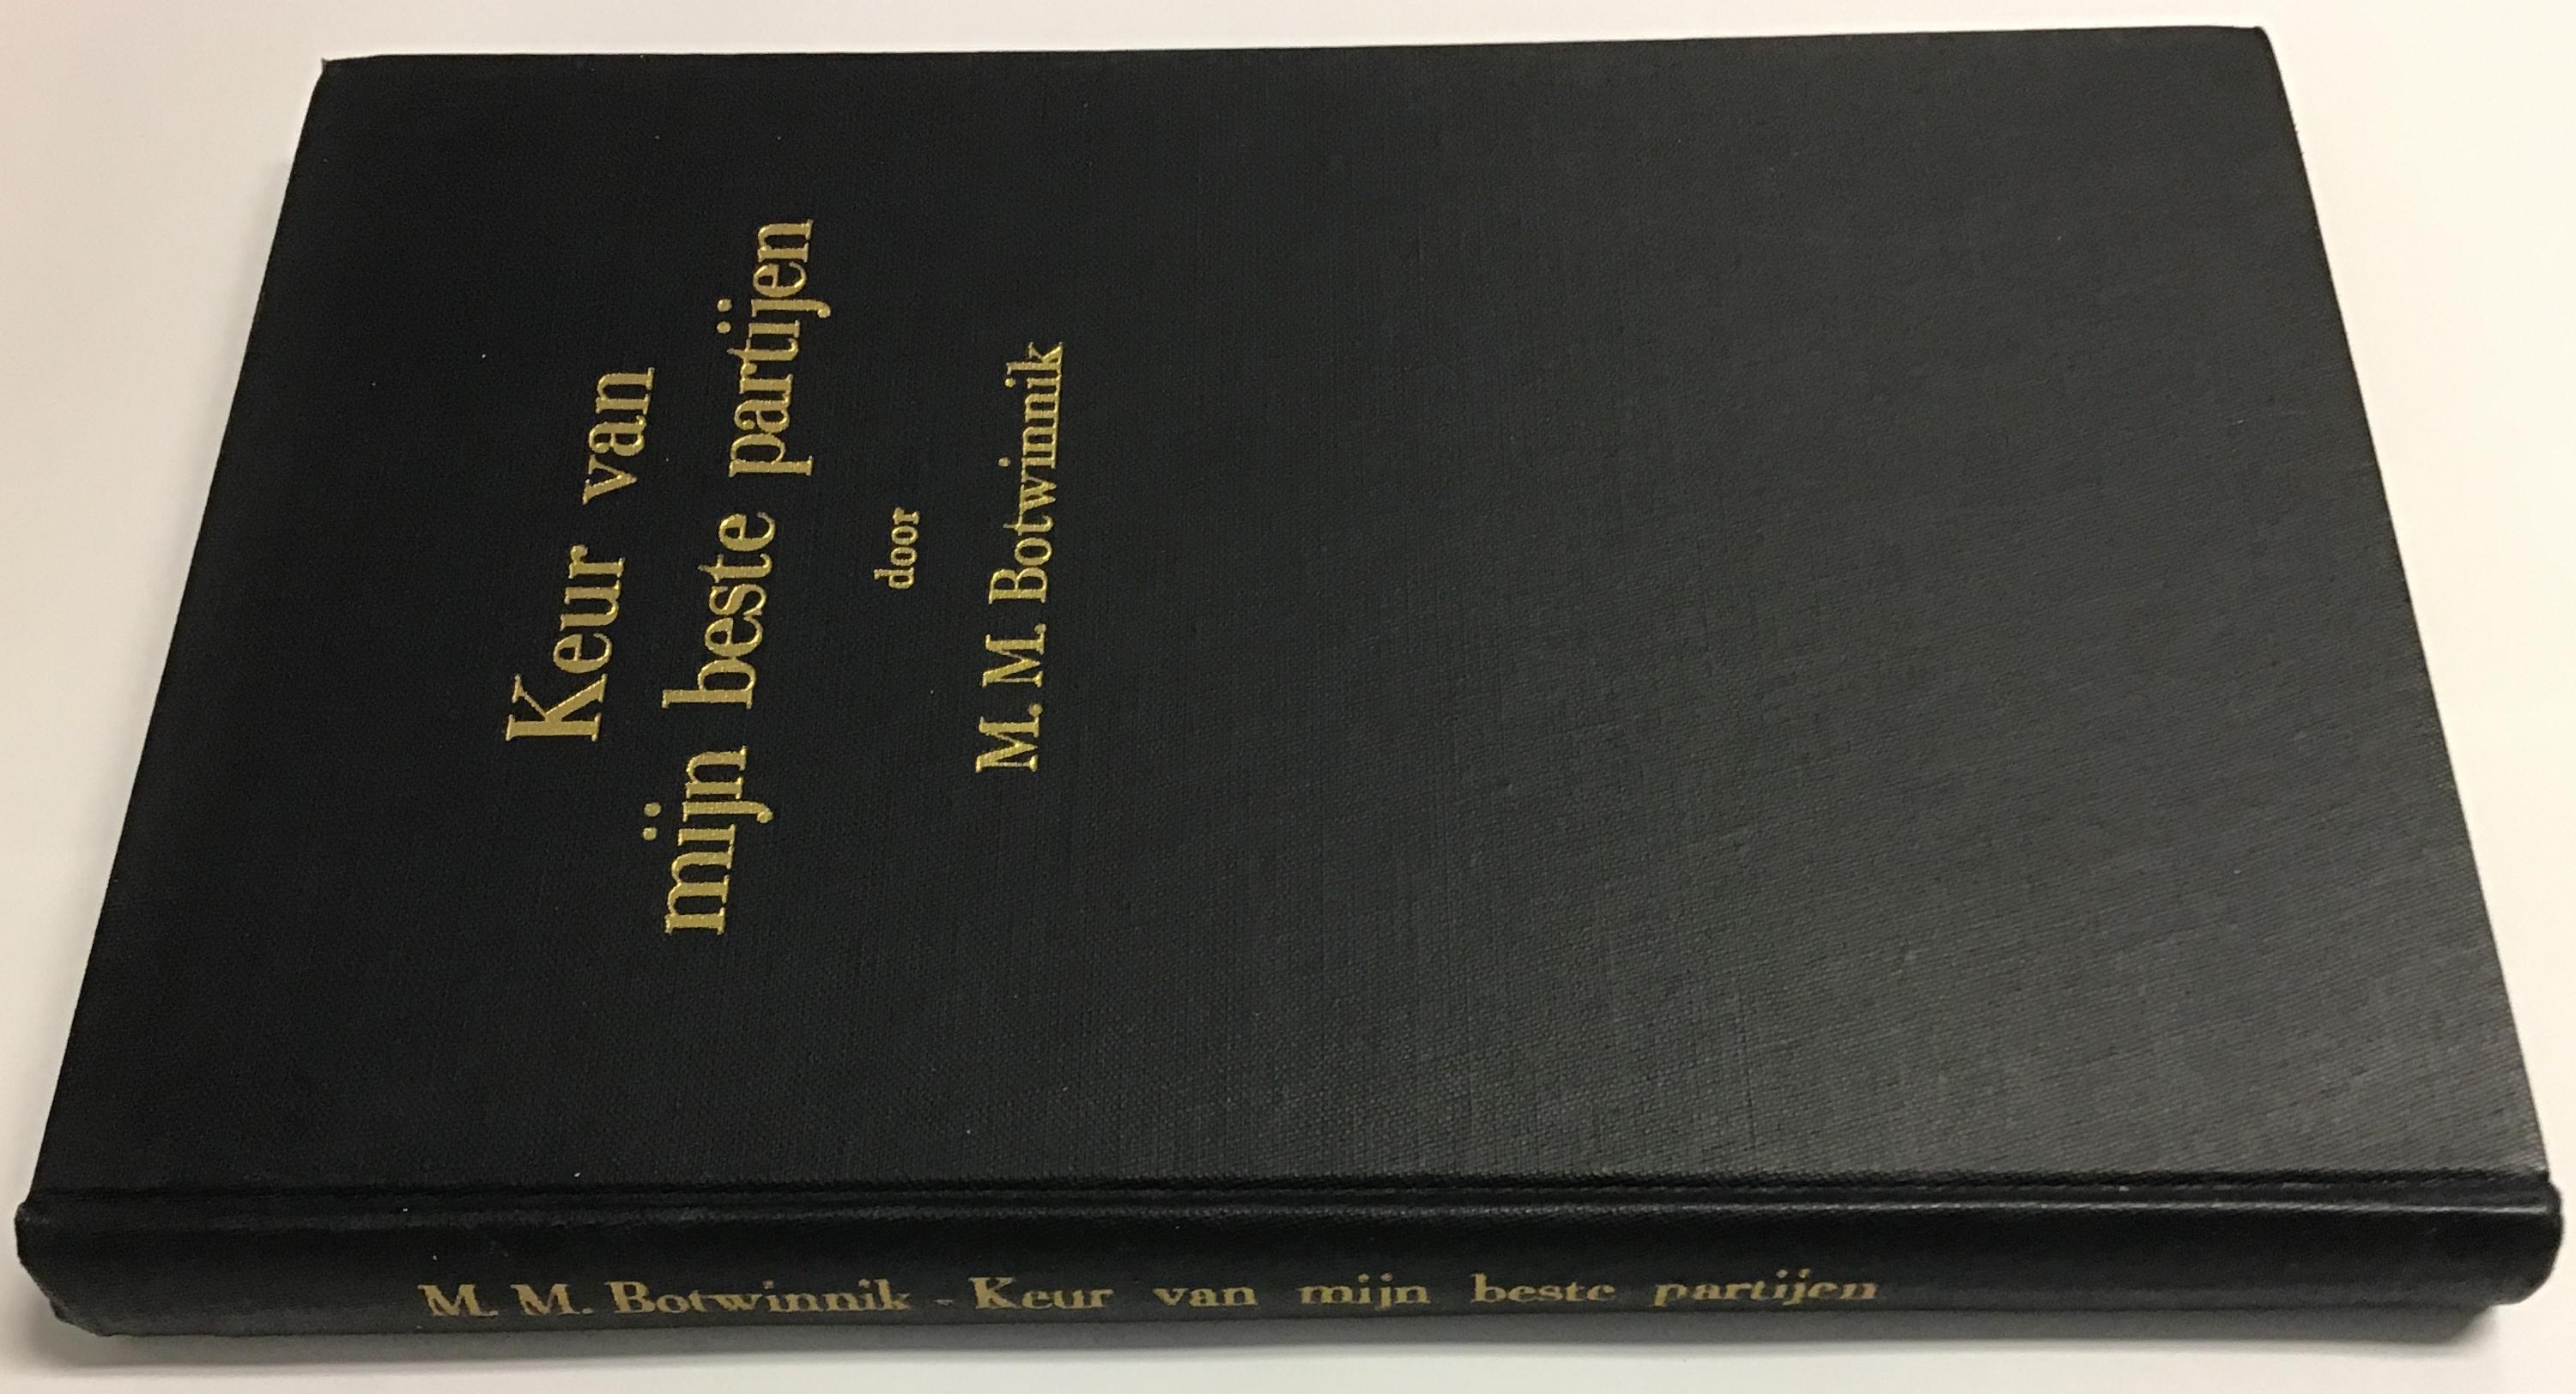 Keur van
mijn beste partijen
door
M. M. Botwinnik
M. M. Botwinnik - Keur van mijn beste partijen